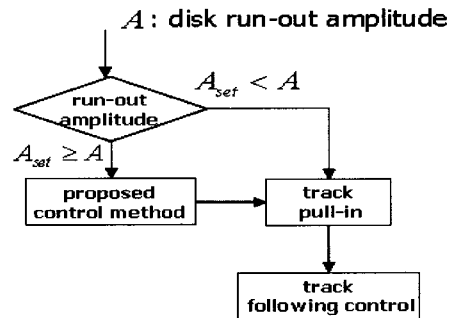 A : disk run-out amplitude
run-out
amplitude
A_set < A
A_set ≥ A
proposed
control method
track
pull-in
track
following control